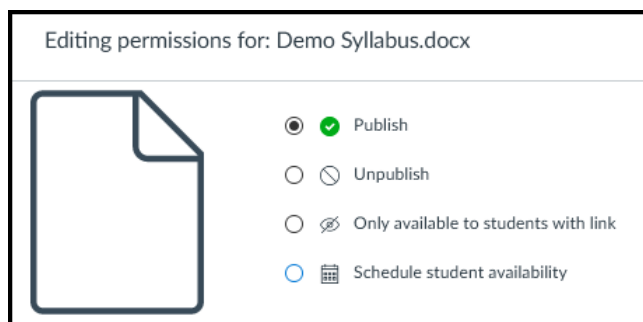 Editing permissions for: Demo Syllabus.docx
Publish
Unpublish
Only available to students with link
Schedule student availability